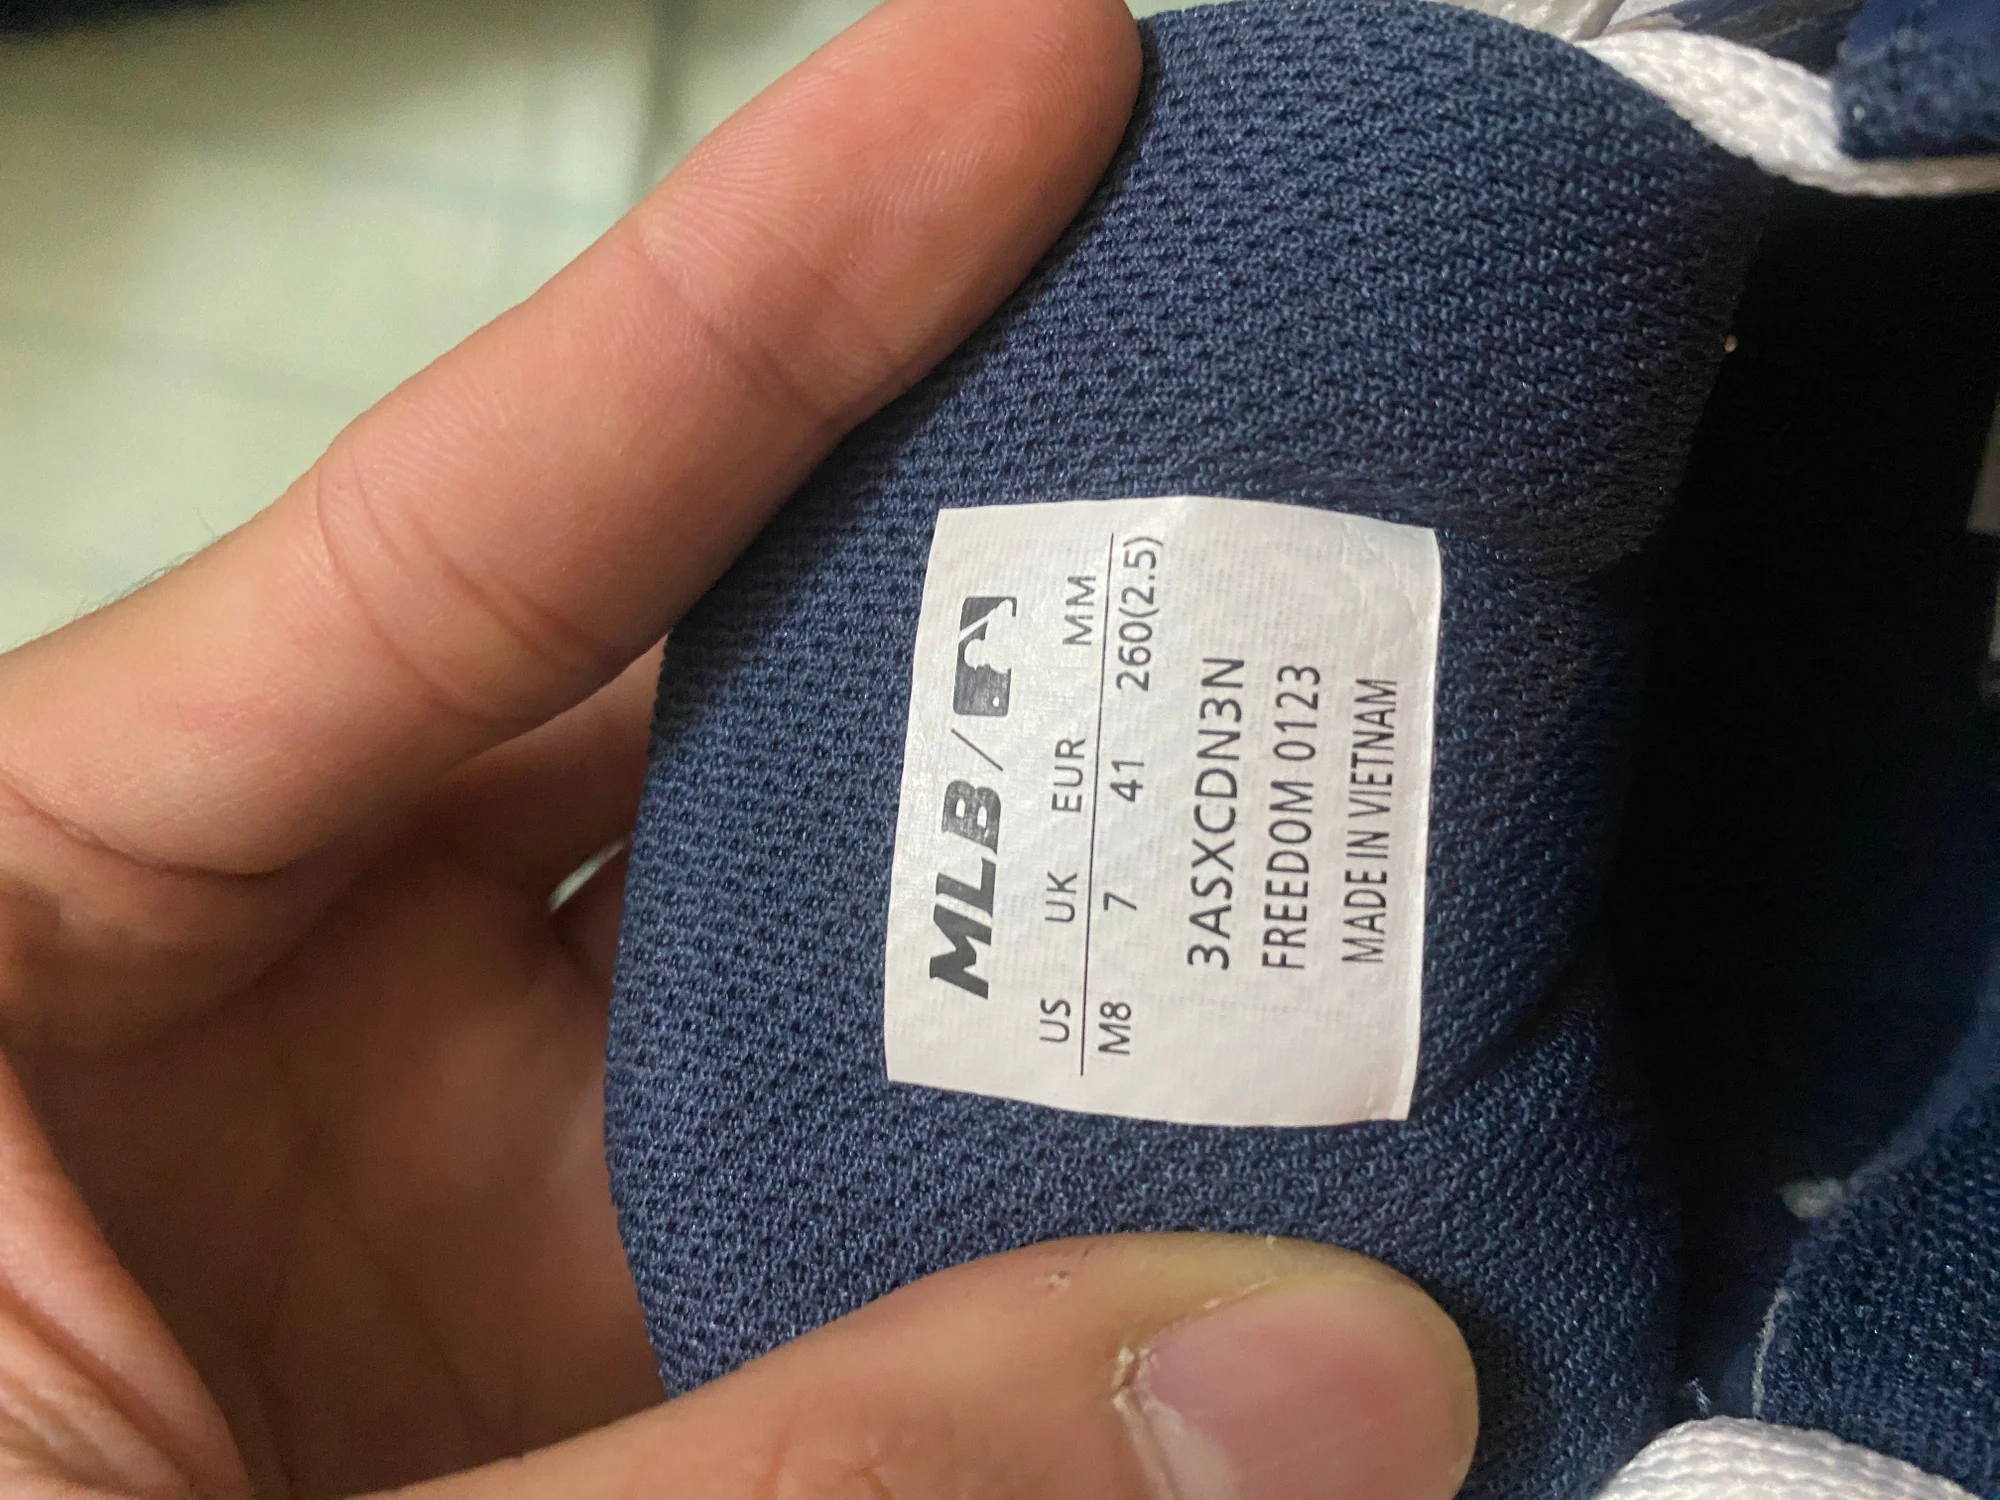 MLB/
US UK EUR MM
M8 7 41 260(2.5)
3ASXCDN3N
FREEDOM 0123
MADE IN VIETNAM